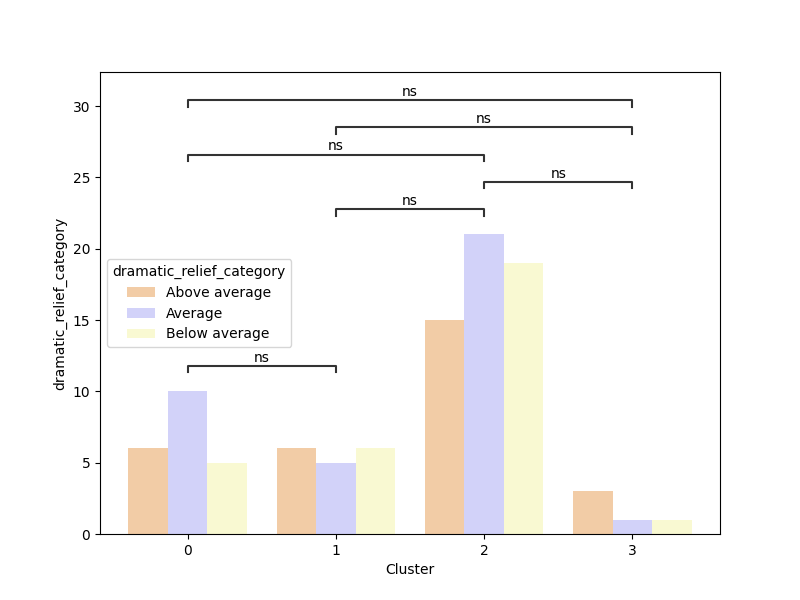 ns
ns
ns
ns
ns
ns
dramatic_relief_category
Above average
Average
Below average
dramatic_relief_category
30
25
20
15
10
5
0
0 1 2 3
Cluster